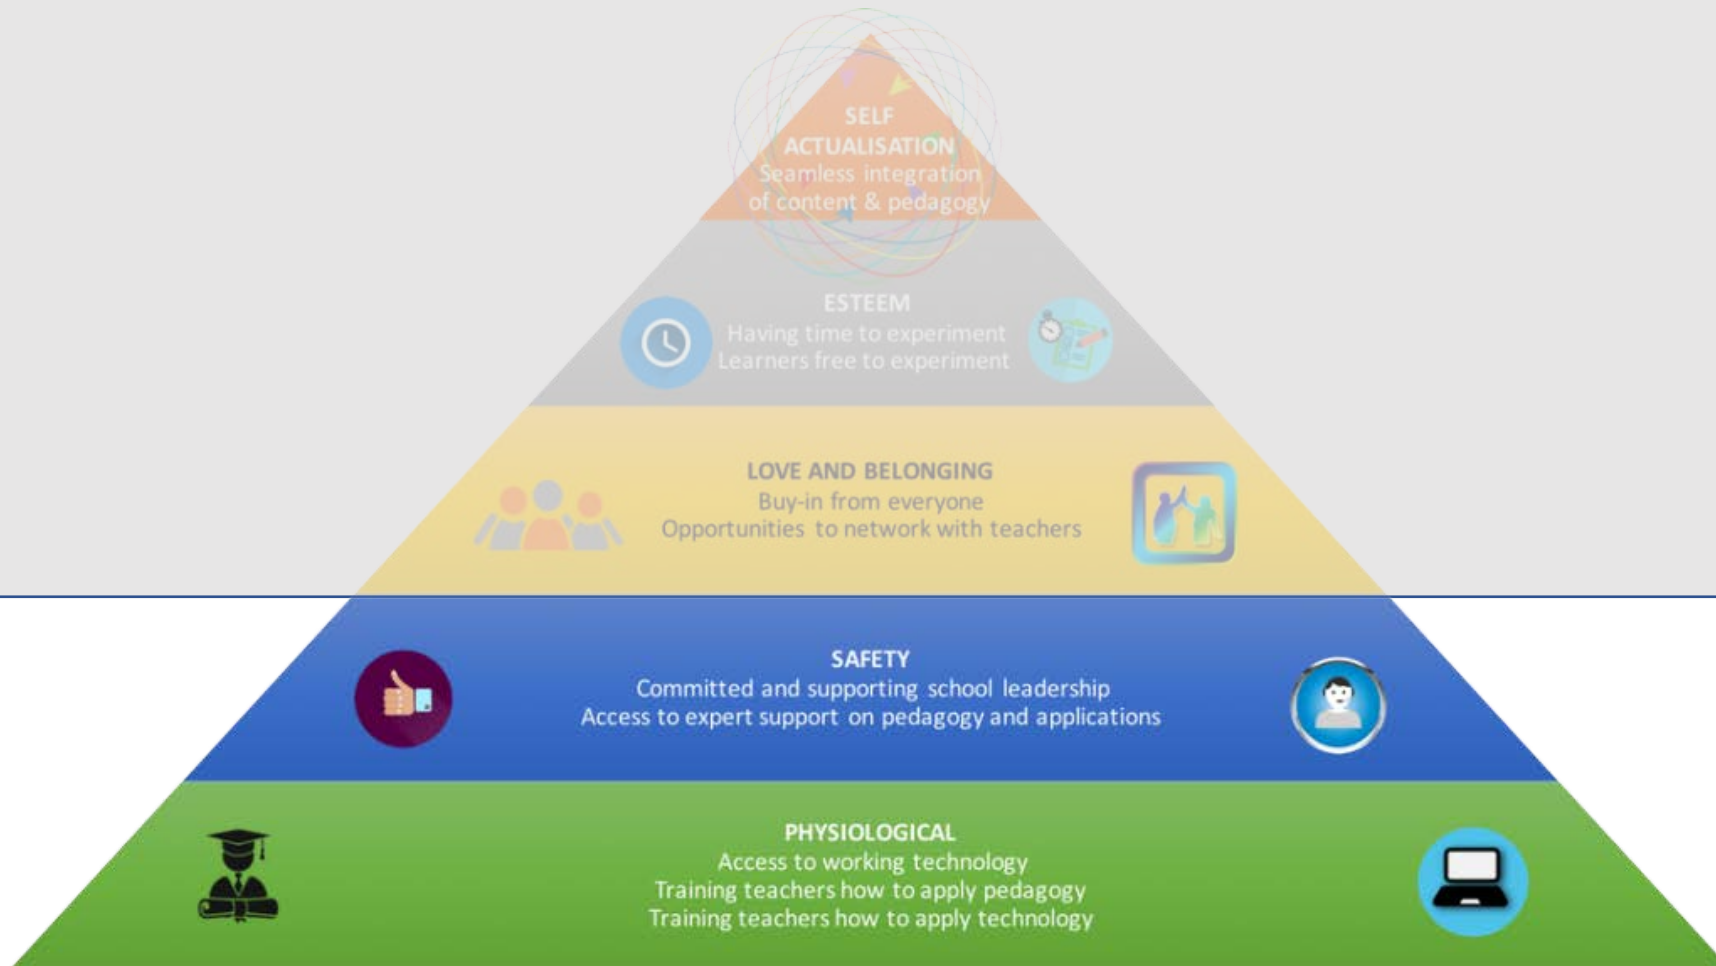 SELF
ACTUALISATION
Seamless integration
of content & pedagogy
ESTEEM
Having time to experiment
Learners free to experiment
LOVE AND BELONGING
Buy-in from everyone
Opportunities to network with teachers
SAFETY
Committed and supporting school leadership
Access to expert support on pedagogy and applications
PHYSIOLOGICAL
Access to working technology
Training teachers how to apply pedagogy
Training teachers how to apply technology